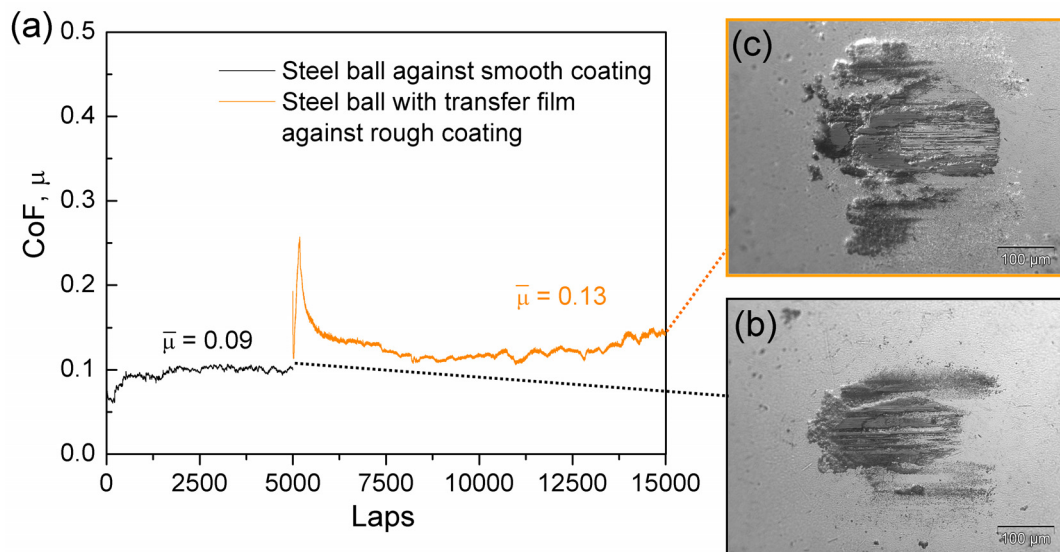 (a)
0.5
0.4
0.3
0.2
0.1
0.0
CoF, μ
Steel ball against smooth coating
Steel ball with transfer film
against rough coating
μ̅ = 0.09
μ̅ = 0.13
0
2500
5000
7500
10000
12500
15000
Laps
(c)
100 μm
(b)
100 μm